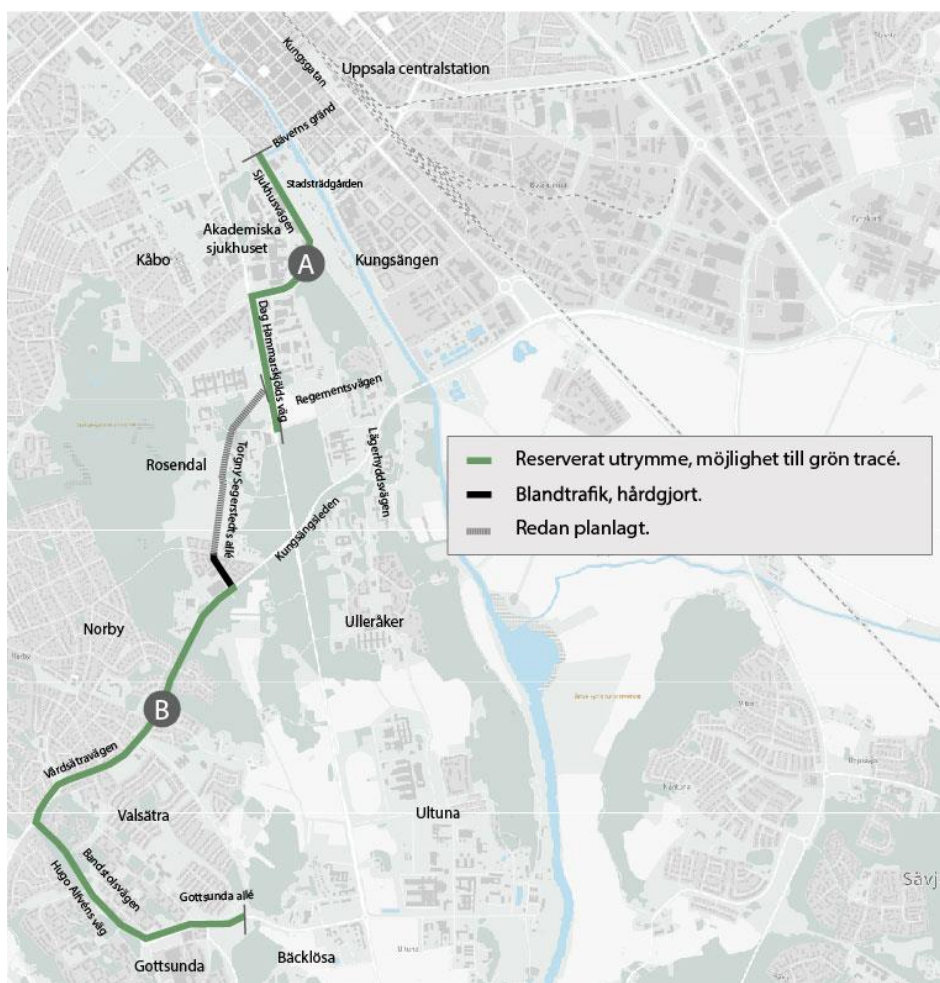 Kungsgatan
Uppsala centralstation
Bäverns gränd
Sjukhusvägen
Stadsträdgården
Akademiska
sjukhuset
Kåbo
A
Kungsängen
Dag Hammarskjölds väg
Regementsvägen
Rosendal
Torgny Segerstedts allé
Lägerhyddsvägen
Kungsängsleden
Reserverat utrymme, möjlighet till grön tracé.
Blandtrafik, hårdgjort.
Redan planlagt.
Norby
Ulleråker
B
Vårdsätravägen
Valsätra
Ultuna
Bandstolsvägen
Hugo Alfvéns väg
Gottsunda allé
Sävj
Gottsunda
Bäcklösa